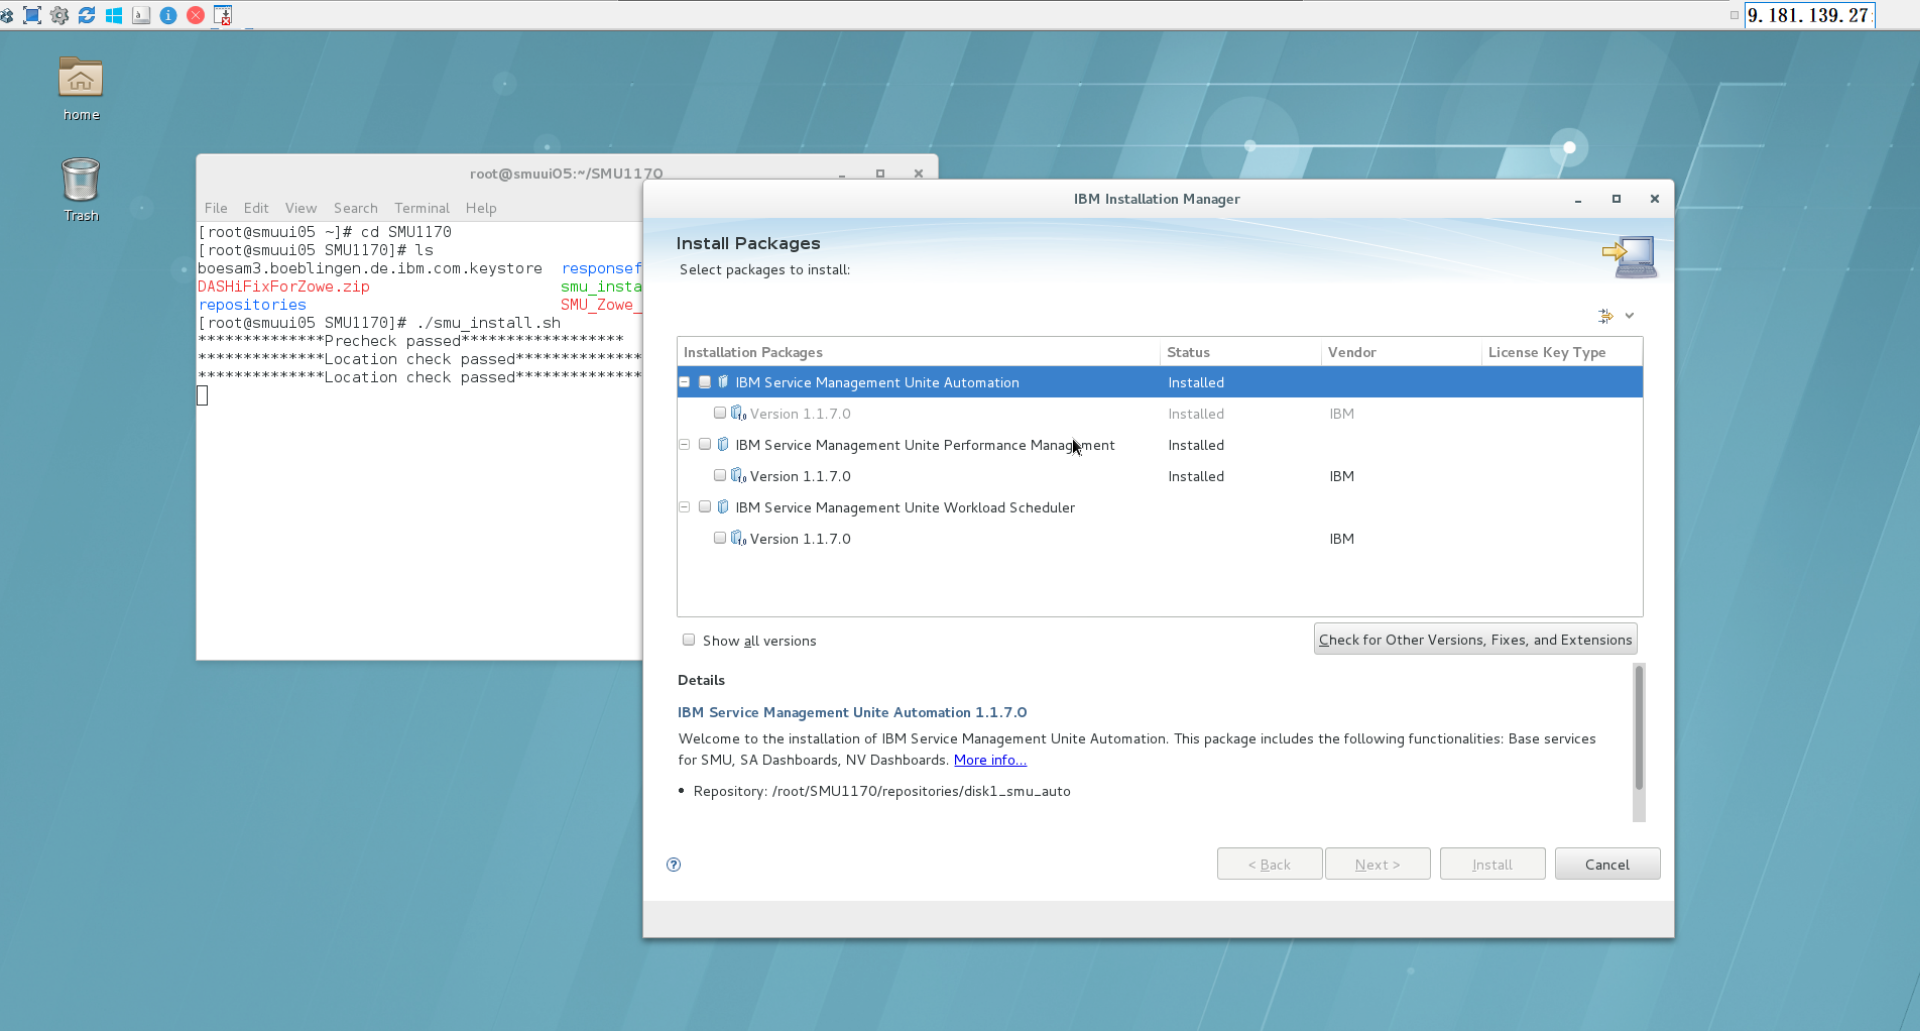 9.181.139.27:
home
Trash
root@smuui05:~/SMU1170
File Edit View Search Terminal Help
[root@smuui05 ~]# cd SMU1170
[root@smuui05 SMU1170]# ls
boesam3.boeblingen.de.ibm.com.keystore responsef
DASHiFixForZowe.zip smu_insta
repositories SMU_Zowe_
[root@smuui05 SMU1170]# ./smu_install.sh
**************Precheck passed******************
**************Location check passed**************
**************Location check passed**************
IBM Installation Manager
Install Packages
Select packages to install:
Installation Packages Status Vendor License Key Type
IBM Service Management Unite Automation Installed
Version 1.1.7.0 Installed IBM
IBM Service Management Unite Performance Management Installed
Version 1.1.7.0 Installed IBM
IBM Service Management Unite Workload Scheduler
Version 1.1.7.0 IBM
Show all versions Check for Other Versions, Fixes, and Extensions
Details
IBM Service Management Unite Automation 1.1.7.0
Welcome to the installation of IBM Service Management Unite Automation. This package includes the following functionalities: Base services
for SMU, SA Dashboards, NV Dashboards. More info...
• Repository: /root/SMU1170/repositories/disk1_smu_auto
< Back Next > Install Cancel